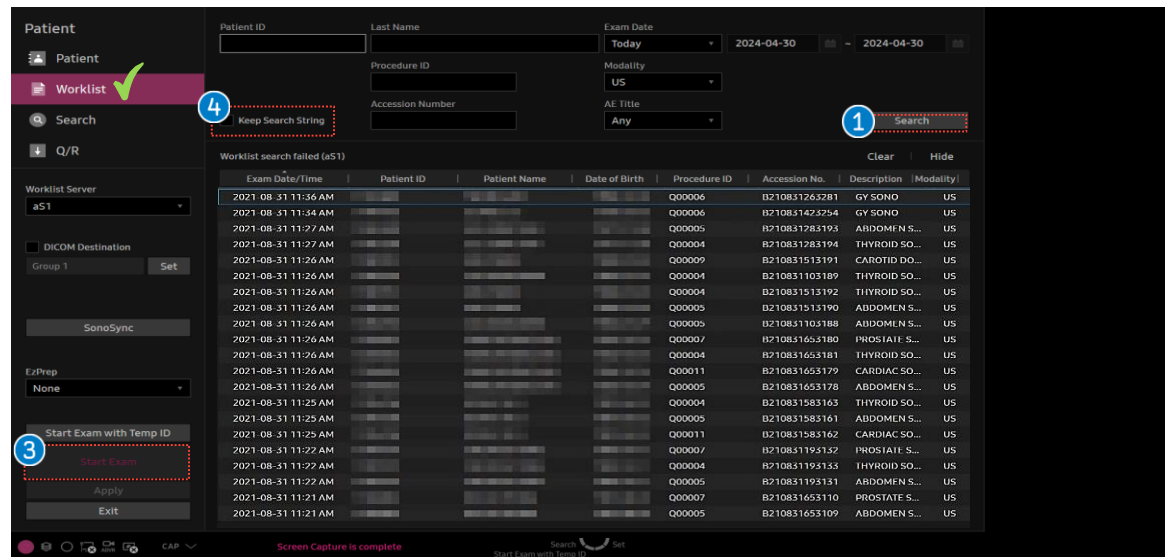 Patient
Patient
Worklist
Search
Q/R
Worklist Server
aS1
DICOM Destination
Group 1 Set
SonoSync
EzPrep
None
Start Exam with Temp ID
3
Start Exam
Apply
Exit
Patient ID Last Name Exam Date
Today 2024-04-30 ~ 2024-04-30
Procedure ID Modality
US
4 Accession Number AE Title
Keep Search String Any 1 Search
Worklist search failed (aS1) Clear Hide
Exam Date/Time Patient ID Patient Name Date of Birth Procedure ID Accession No. Description Modality
2021-08-31 11:36 AM Q00006 B210831263281 GY SONO US
2021-08-31 11:34 AM Q00006 B210831423254 GY SONO US
2021-08-31 11:27 AM Q00005 B210831283193 ABDOMEN S... US
2021-08-31 11:27 AM Q00004 B210831283194 THYROID SO... US
2021-08-31 11:26 AM Q00009 B210831513191 CAROTID DO... US
2021-08-31 11:26 AM Q00004 B210831103189 THYROID SO... US
2021-08-31 11:26 AM Q00004 B210831513192 THYROID SO... US
2021-08-31 11:26 AM Q00005 B210831513190 ABDOMEN S... US
2021-08-31 11:26 AM Q00005 B210831103188 ABDOMEN S... US
2021-08-31 11:26 AM Q00007 B210831653180 PROSTATE S... US
2021-08-31 11:26 AM Q00004 B210831653181 THYROID SO... US
2021-08-31 11:26 AM Q00011 B210831653179 CARDIAC SO... US
2021-08-31 11:26 AM Q00005 B210831653178 ABDOMEN S... US
2021-08-31 11:25 AM Q00004 B210831583163 THYROID SO... US
2021-08-31 11:25 AM Q00005 B210831583161 ABDOMEN S... US
2021-08-31 11:25 AM Q00011 B210831583162 CARDIAC SO... US
2021-08-31 11:22 AM Q00007 B210831193132 PROSTATE S... US
2021-08-31 11:22 AM Q00004 B210831193133 THYROID SO... US
2021-08-31 11:22 AM Q00005 B210831193131 ABDOMEN S... US
2021-08-31 11:21 AM Q00007 B210831653110 PROSTATE S... US
2021-08-31 11:21 AM Q00005 B210831653109 ABDOMEN S... US
CAP Screen Capture is complete Search Set
Start Exam with Temp ID